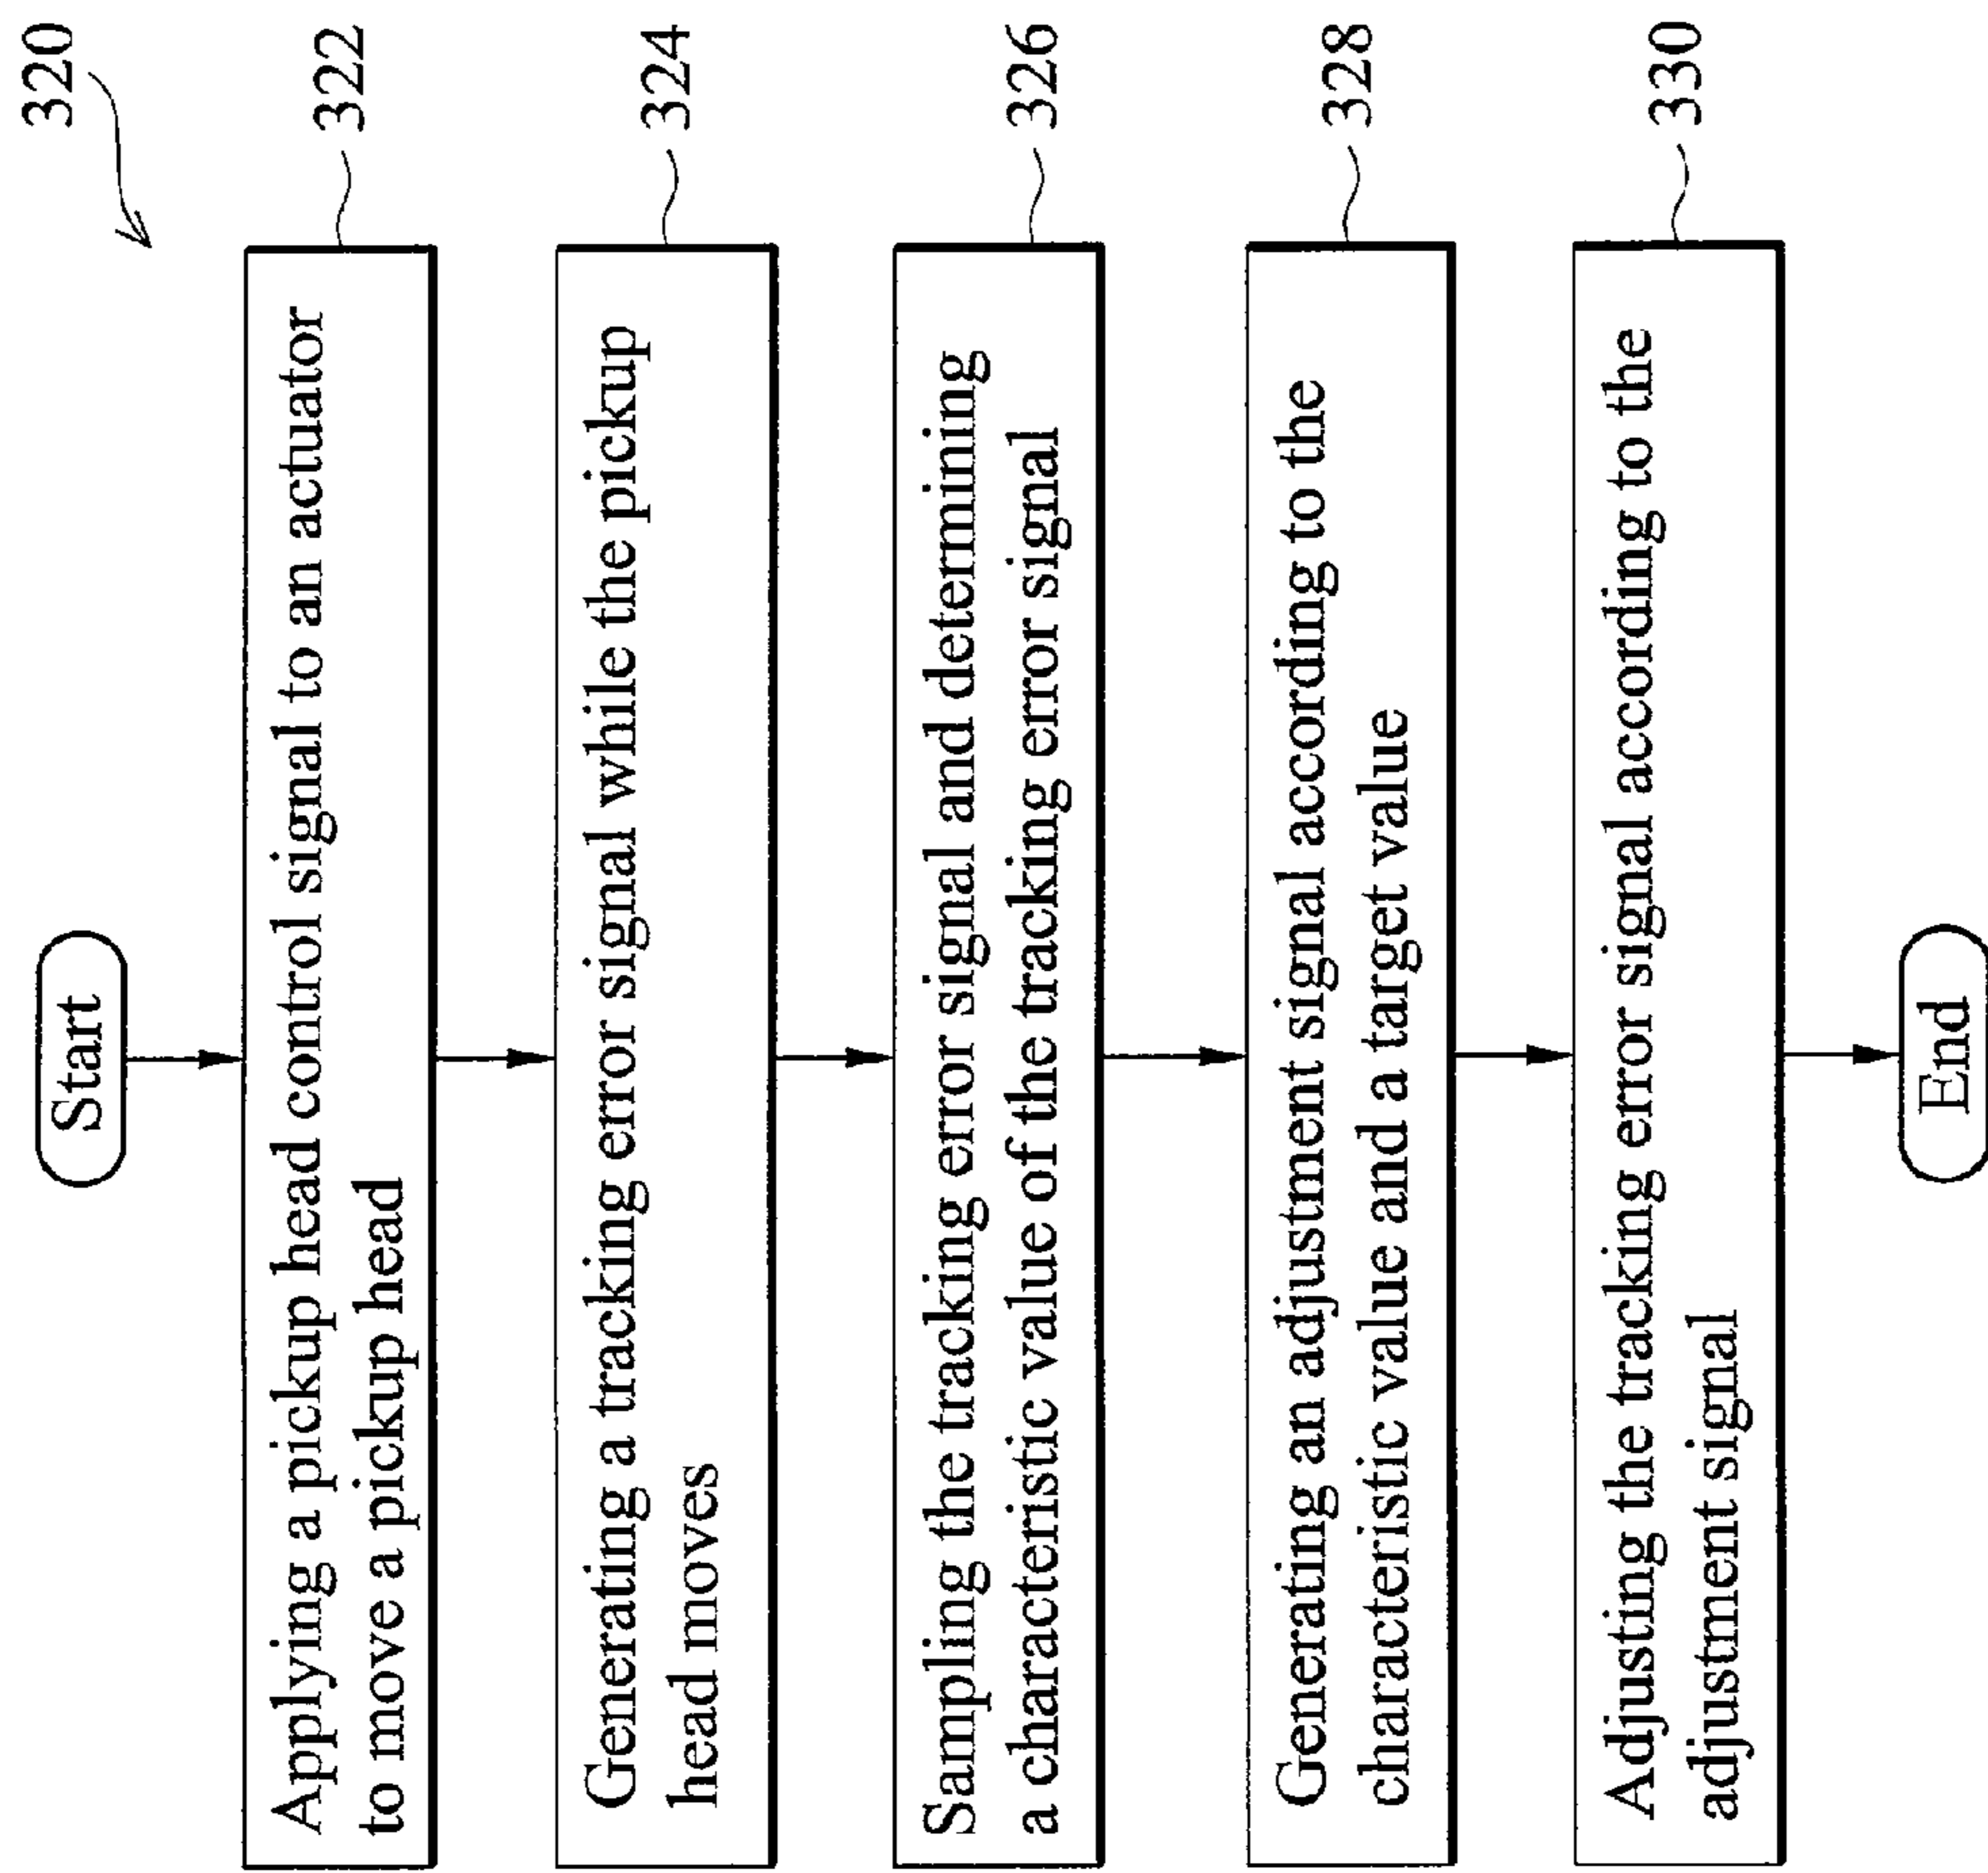 320
Start
Applying a pickup head control signal to an actuator
to move a pickup head
322
Generating a tracking error signal while the pickup
head moves
324
Sampling the tracking error signal and determining
a characteristic value of the tracking error signal
326
Generating an adjustment signal according to the
characteristic value and a target value
328
Adjusting the tracking error signal according to the
adjustment signal
330
End